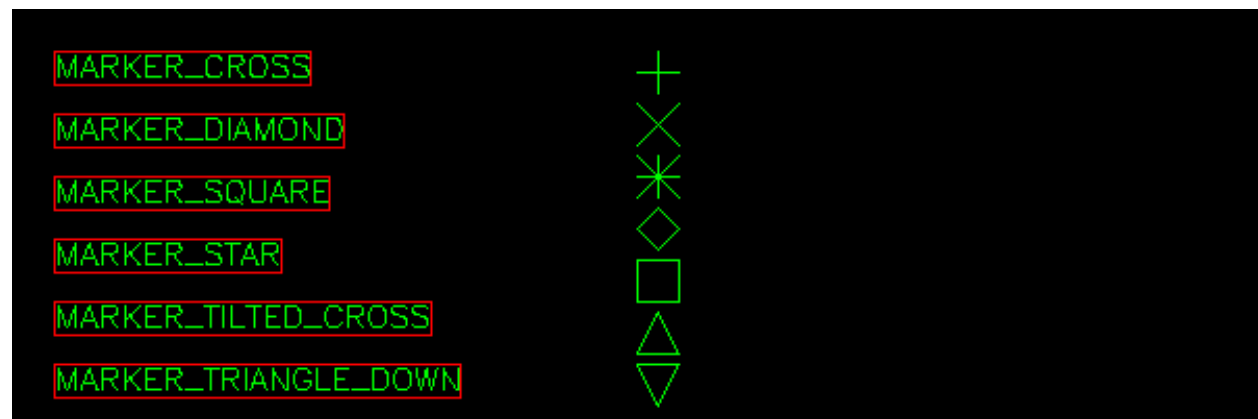 MARKER_CROSS
MARKER_DIAMOND
MARKER_SQUARE
MARKER_STAR
MARKER_TILTED_CROSS
MARKER_TRIANGLE_DOWN